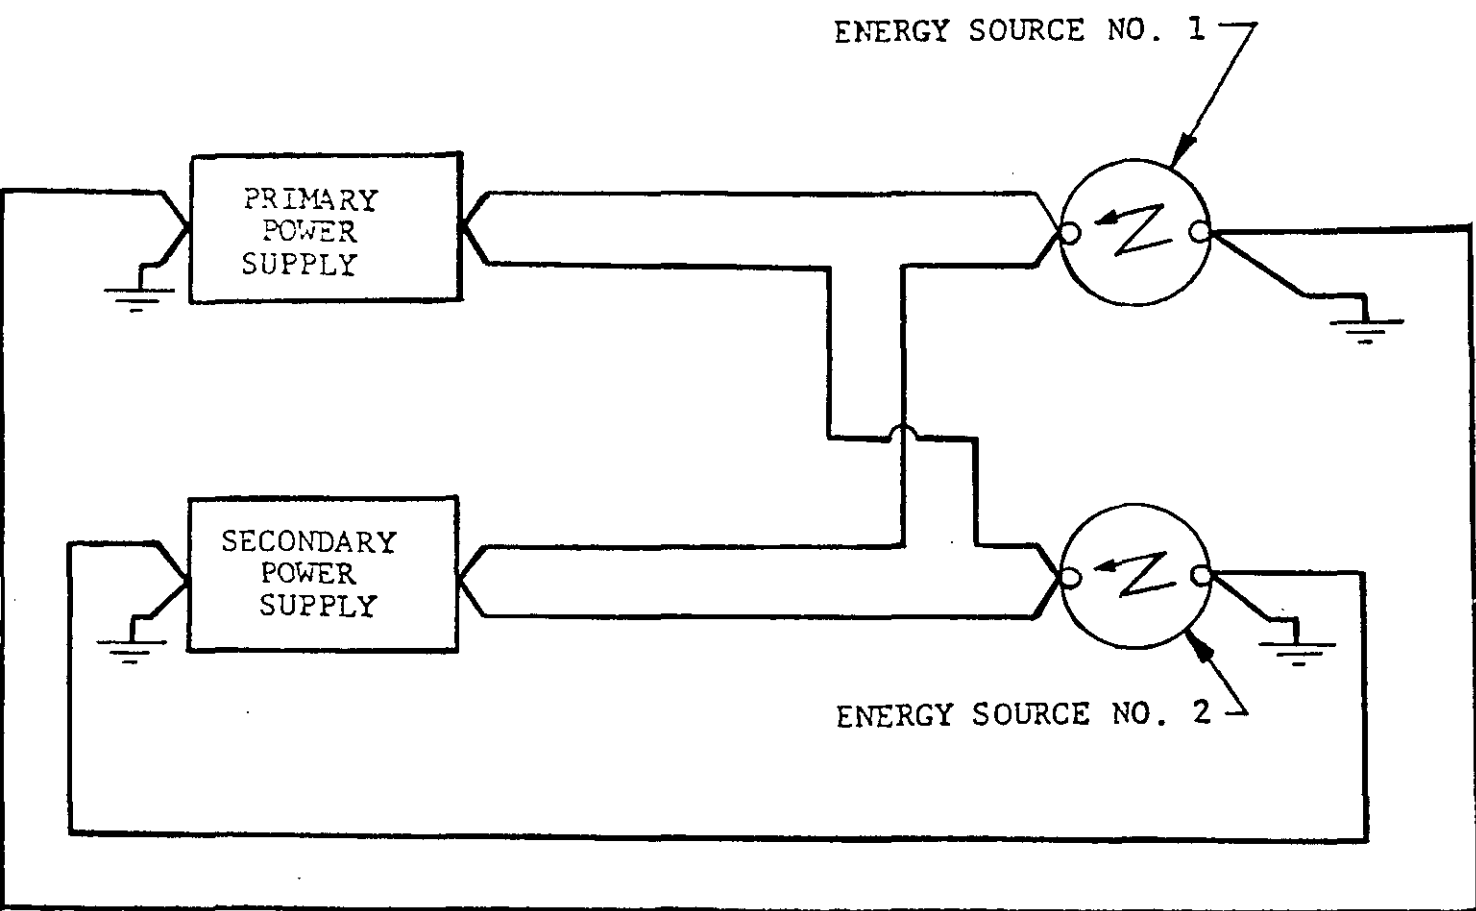 ENERGY SOURCE NO. 1
PRIMARY
POWER
SUPPLY
SECONDARY
POWER
SUPPLY
ENERGY SOURCE NO. 2